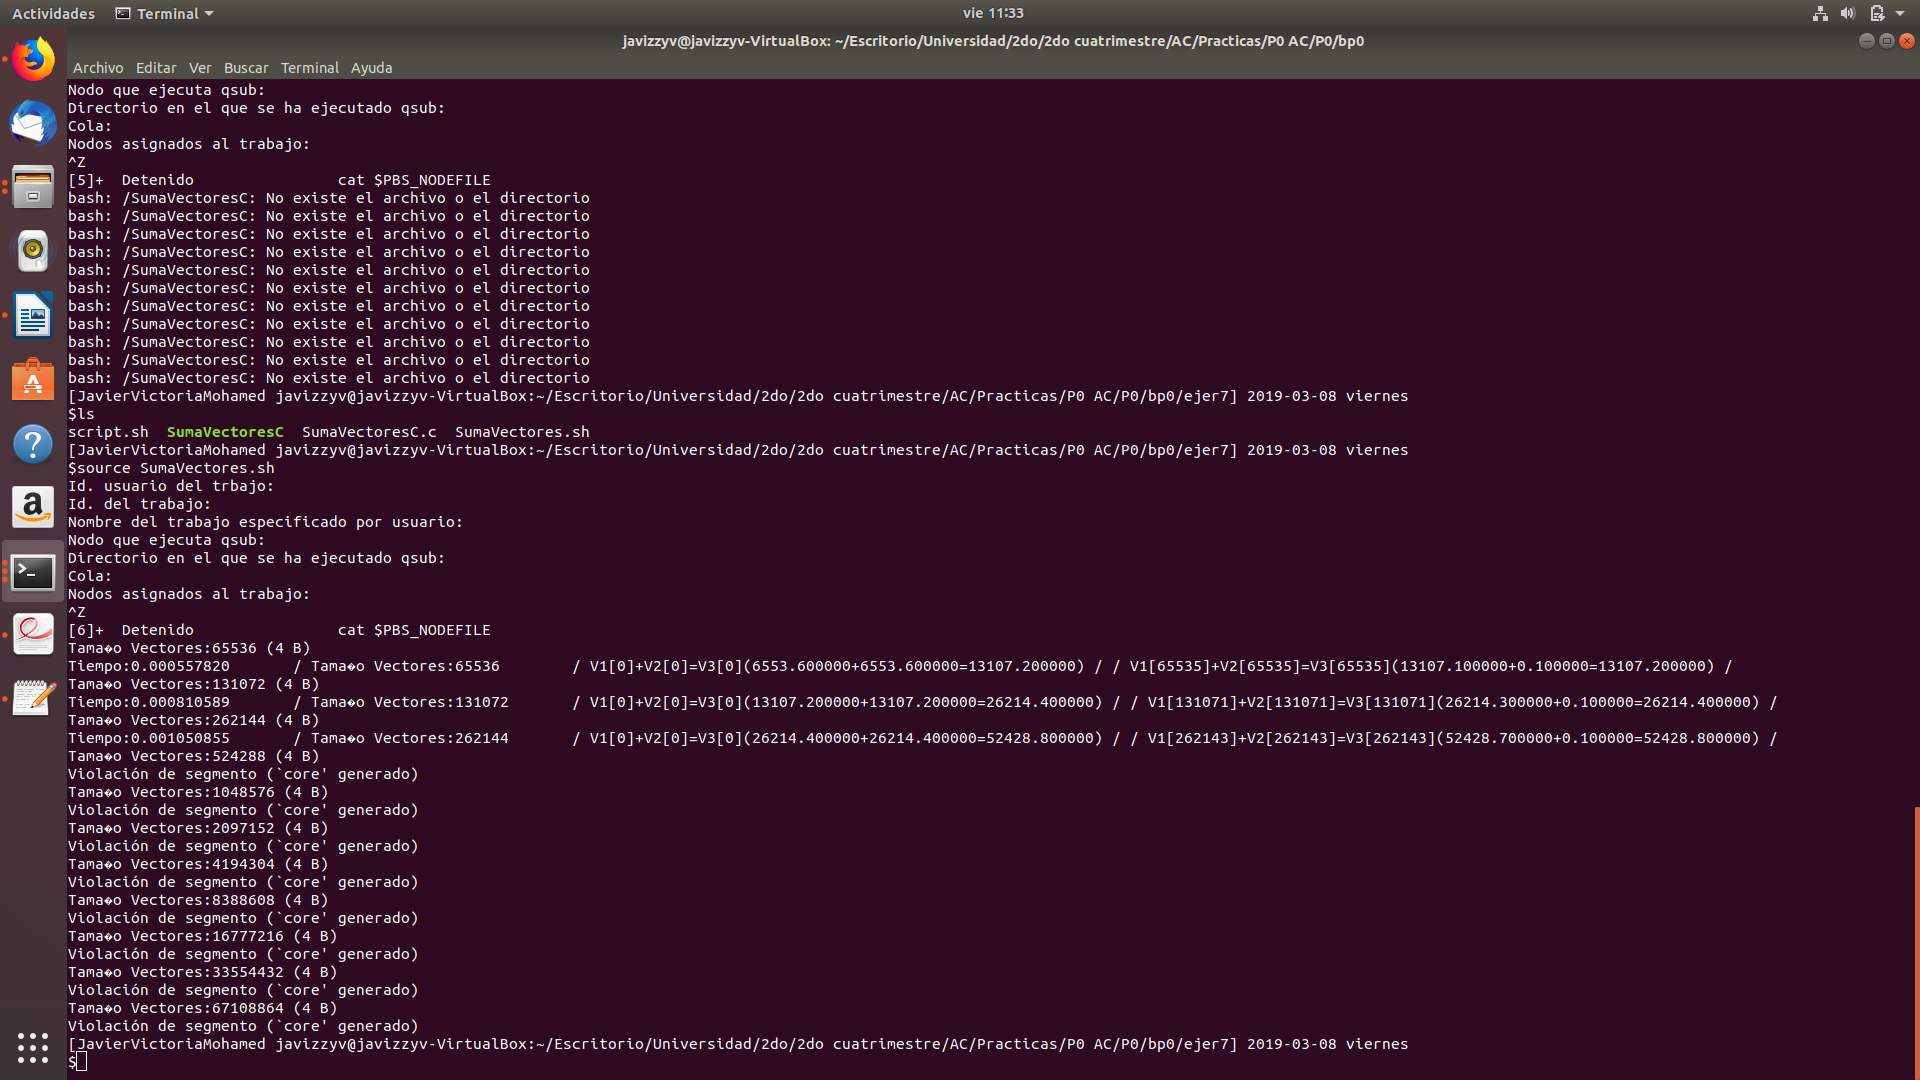 Actividades Terminal vie 11:33
javizzyv@javizzyv-VirtualBox: ~/Escritorio/Universidad/2do/2do cuatrimestre/AC/Practicas/P0 AC/P0/bp0
Archivo Editar Ver Buscar Terminal Ayuda
Nodo que ejecuta qsub:
Directorio en el que se ha ejecutado qsub:
Cola:
Nodos asignados al trabajo:
^Z
[5]+  Detenido                cat $PBS_NODEFILE
bash: /SumaVectoresC: No existe el archivo o el directorio
bash: /SumaVectoresC: No existe el archivo o el directorio
bash: /SumaVectoresC: No existe el archivo o el directorio
bash: /SumaVectoresC: No existe el archivo o el directorio
bash: /SumaVectoresC: No existe el archivo o el directorio
bash: /SumaVectoresC: No existe el archivo o el directorio
bash: /SumaVectoresC: No existe el archivo o el directorio
bash: /SumaVectoresC: No existe el archivo o el directorio
bash: /SumaVectoresC: No existe el archivo o el directorio
bash: /SumaVectoresC: No existe el archivo o el directorio
bash: /SumaVectoresC: No existe el archivo o el directorio
[JavierVictoriaMohamed javizzyv@javizzyv-VirtualBox:~/Escritorio/Universidad/2do/2do cuatrimestre/AC/Practicas/P0 AC/P0/bp0/ejer7] 2019-03-08 viernes
$ls
script.sh  SumaVectoresC  SumaVectoresC.c  SumaVectores.sh
[JavierVictoriaMohamed javizzyv@javizzyv-VirtualBox:~/Escritorio/Universidad/2do/2do cuatrimestre/AC/Practicas/P0 AC/P0/bp0/ejer7] 2019-03-08 viernes
$source SumaVectores.sh
Id. usuario del trbajo:
Id. del trabajo:
Nombre del trabajo especificado por usuario:
Nodo que ejecuta qsub:
Directorio en el que se ha ejecutado qsub:
Cola:
Nodos asignados al trabajo:
^Z
[6]+  Detenido                cat $PBS_NODEFILE
Tama�o Vectores:65536 (4 B)
Tiempo:0.000557820       / Tama�o Vectores:65536        / V1[0]+V2[0]=V3[0](6553.600000+6553.600000=13107.200000) / / V1[65535]+V2[65535]=V3[65535](13107.100000+0.100000=13107.200000) /
Tama�o Vectores:131072 (4 B)
Tiempo:0.000810589       / Tama�o Vectores:131072       / V1[0]+V2[0]=V3[0](13107.200000+13107.200000=26214.400000) / / V1[131071]+V2[131071]=V3[131071](26214.300000+0.100000=26214.400000) /
Tama�o Vectores:262144 (4 B)
Tiempo:0.001050855       / Tama�o Vectores:262144       / V1[0]+V2[0]=V3[0](26214.400000+26214.400000=52428.800000) / / V1[262143]+V2[262143]=V3[262143](52428.700000+0.100000=52428.800000) /
Tama�o Vectores:524288 (4 B)
Violación de segmento (`core' generado)
Tama�o Vectores:1048576 (4 B)
Violación de segmento (`core' generado)
Tama�o Vectores:2097152 (4 B)
Violación de segmento (`core' generado)
Tama�o Vectores:4194304 (4 B)
Violación de segmento (`core' generado)
Tama�o Vectores:8388608 (4 B)
Violación de segmento (`core' generado)
Tama�o Vectores:16777216 (4 B)
Violación de segmento (`core' generado)
Tama�o Vectores:33554432 (4 B)
Violación de segmento (`core' generado)
Tama�o Vectores:67108864 (4 B)
Violación de segmento (`core' generado)
[JavierVictoriaMohamed javizzyv@javizzyv-VirtualBox:~/Escritorio/Universidad/2do/2do cuatrimestre/AC/Practicas/P0 AC/P0/bp0/ejer7] 2019-03-08 viernes
$